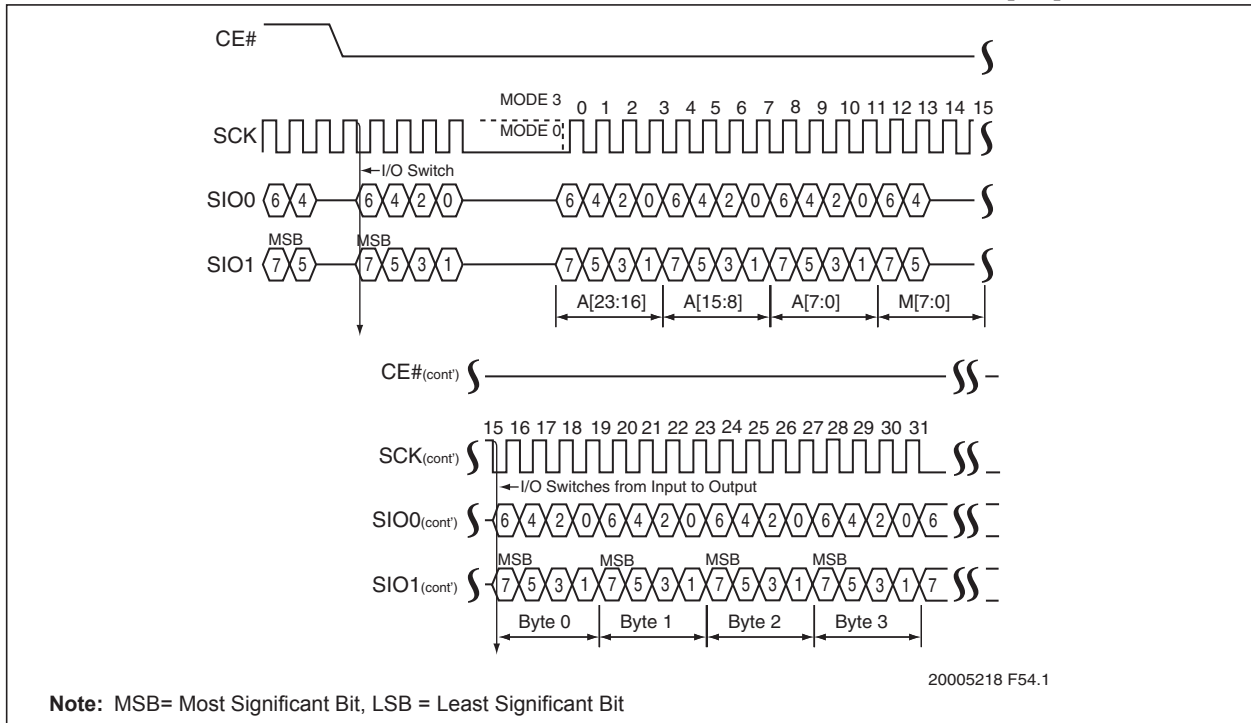 CE#
MODE 3
0 1 2 3 4 5 6 7 8 9 10 11 12 13 14 15
SCK
MODE 0
I/O Switch
SIO0 6 4 6 4 2 0 6 4 2 0 6 4 2 0 6 4 2 0 6 4
MSB MSB
SIO1 7 5 7 5 3 1 7 5 3 1 7 5 3 1 7 5 3 1 7 5
A[23:16] A[15:8] A[7:0] M[7:0]
CE#(cont')
15 16 17 18 19 20 21 22 23 24 25 26 27 28 29 30 31
SCK(cont')
I/O Switches from Input to Output
SIO0(cont') 6 4 2 0 6 4 2 0 6 4 2 0 6 4 2 0 6
MSB MSB MSB MSB
SIO1(cont') 7 5 3 1 7 5 3 1 7 5 3 1 7 5 3 1 7
Byte 0 Byte 1 Byte 2 Byte 3
20005218 F54.1
Note: MSB= Most Significant Bit, LSB = Least Significant Bit